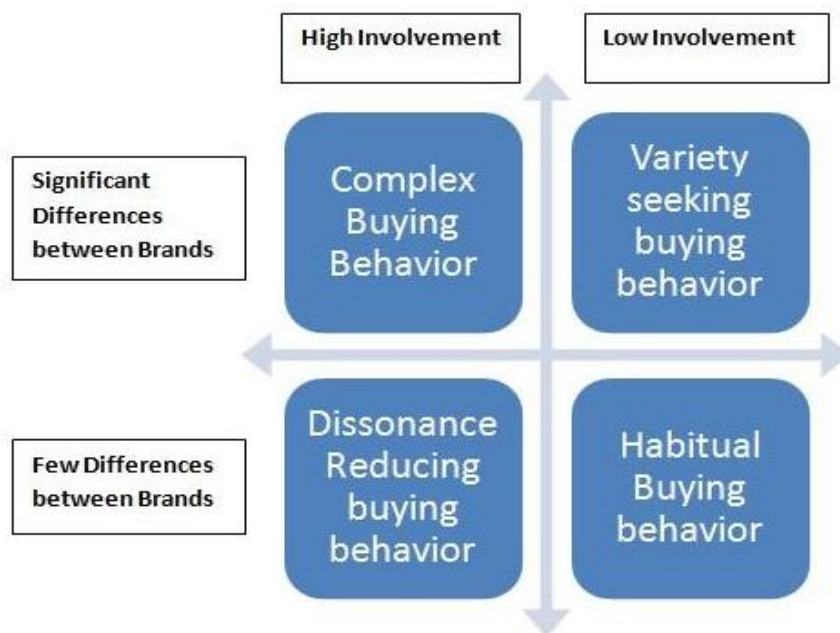 High Involvement
Low Involvement
Significant
Differences
between Brands
Complex
Buying
Behavior
Variety
seeking
buying
behavior
Few Differences
between Brands
Dissonance
Reducing
buying
behavior
Habitual
Buying
behavior